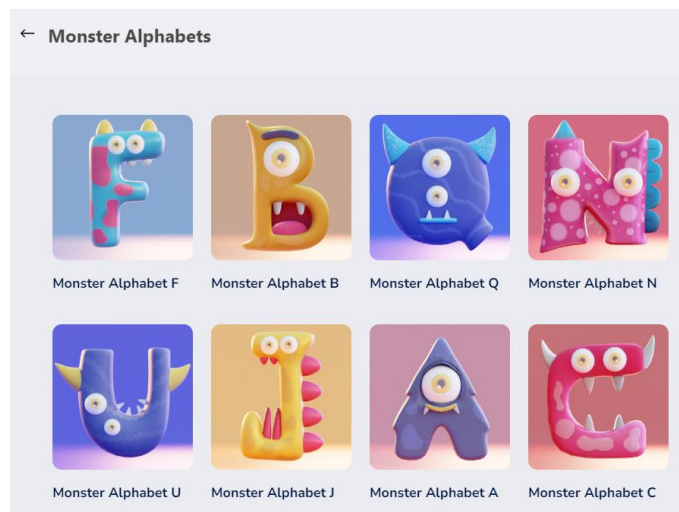 ← Monster Alphabets
F
B
Q
N
Monster Alphabet F
Monster Alphabet B
Monster Alphabet Q
Monster Alphabet N
U
J
A
C
Monster Alphabet U
Monster Alphabet J
Monster Alphabet A
Monster Alphabet C